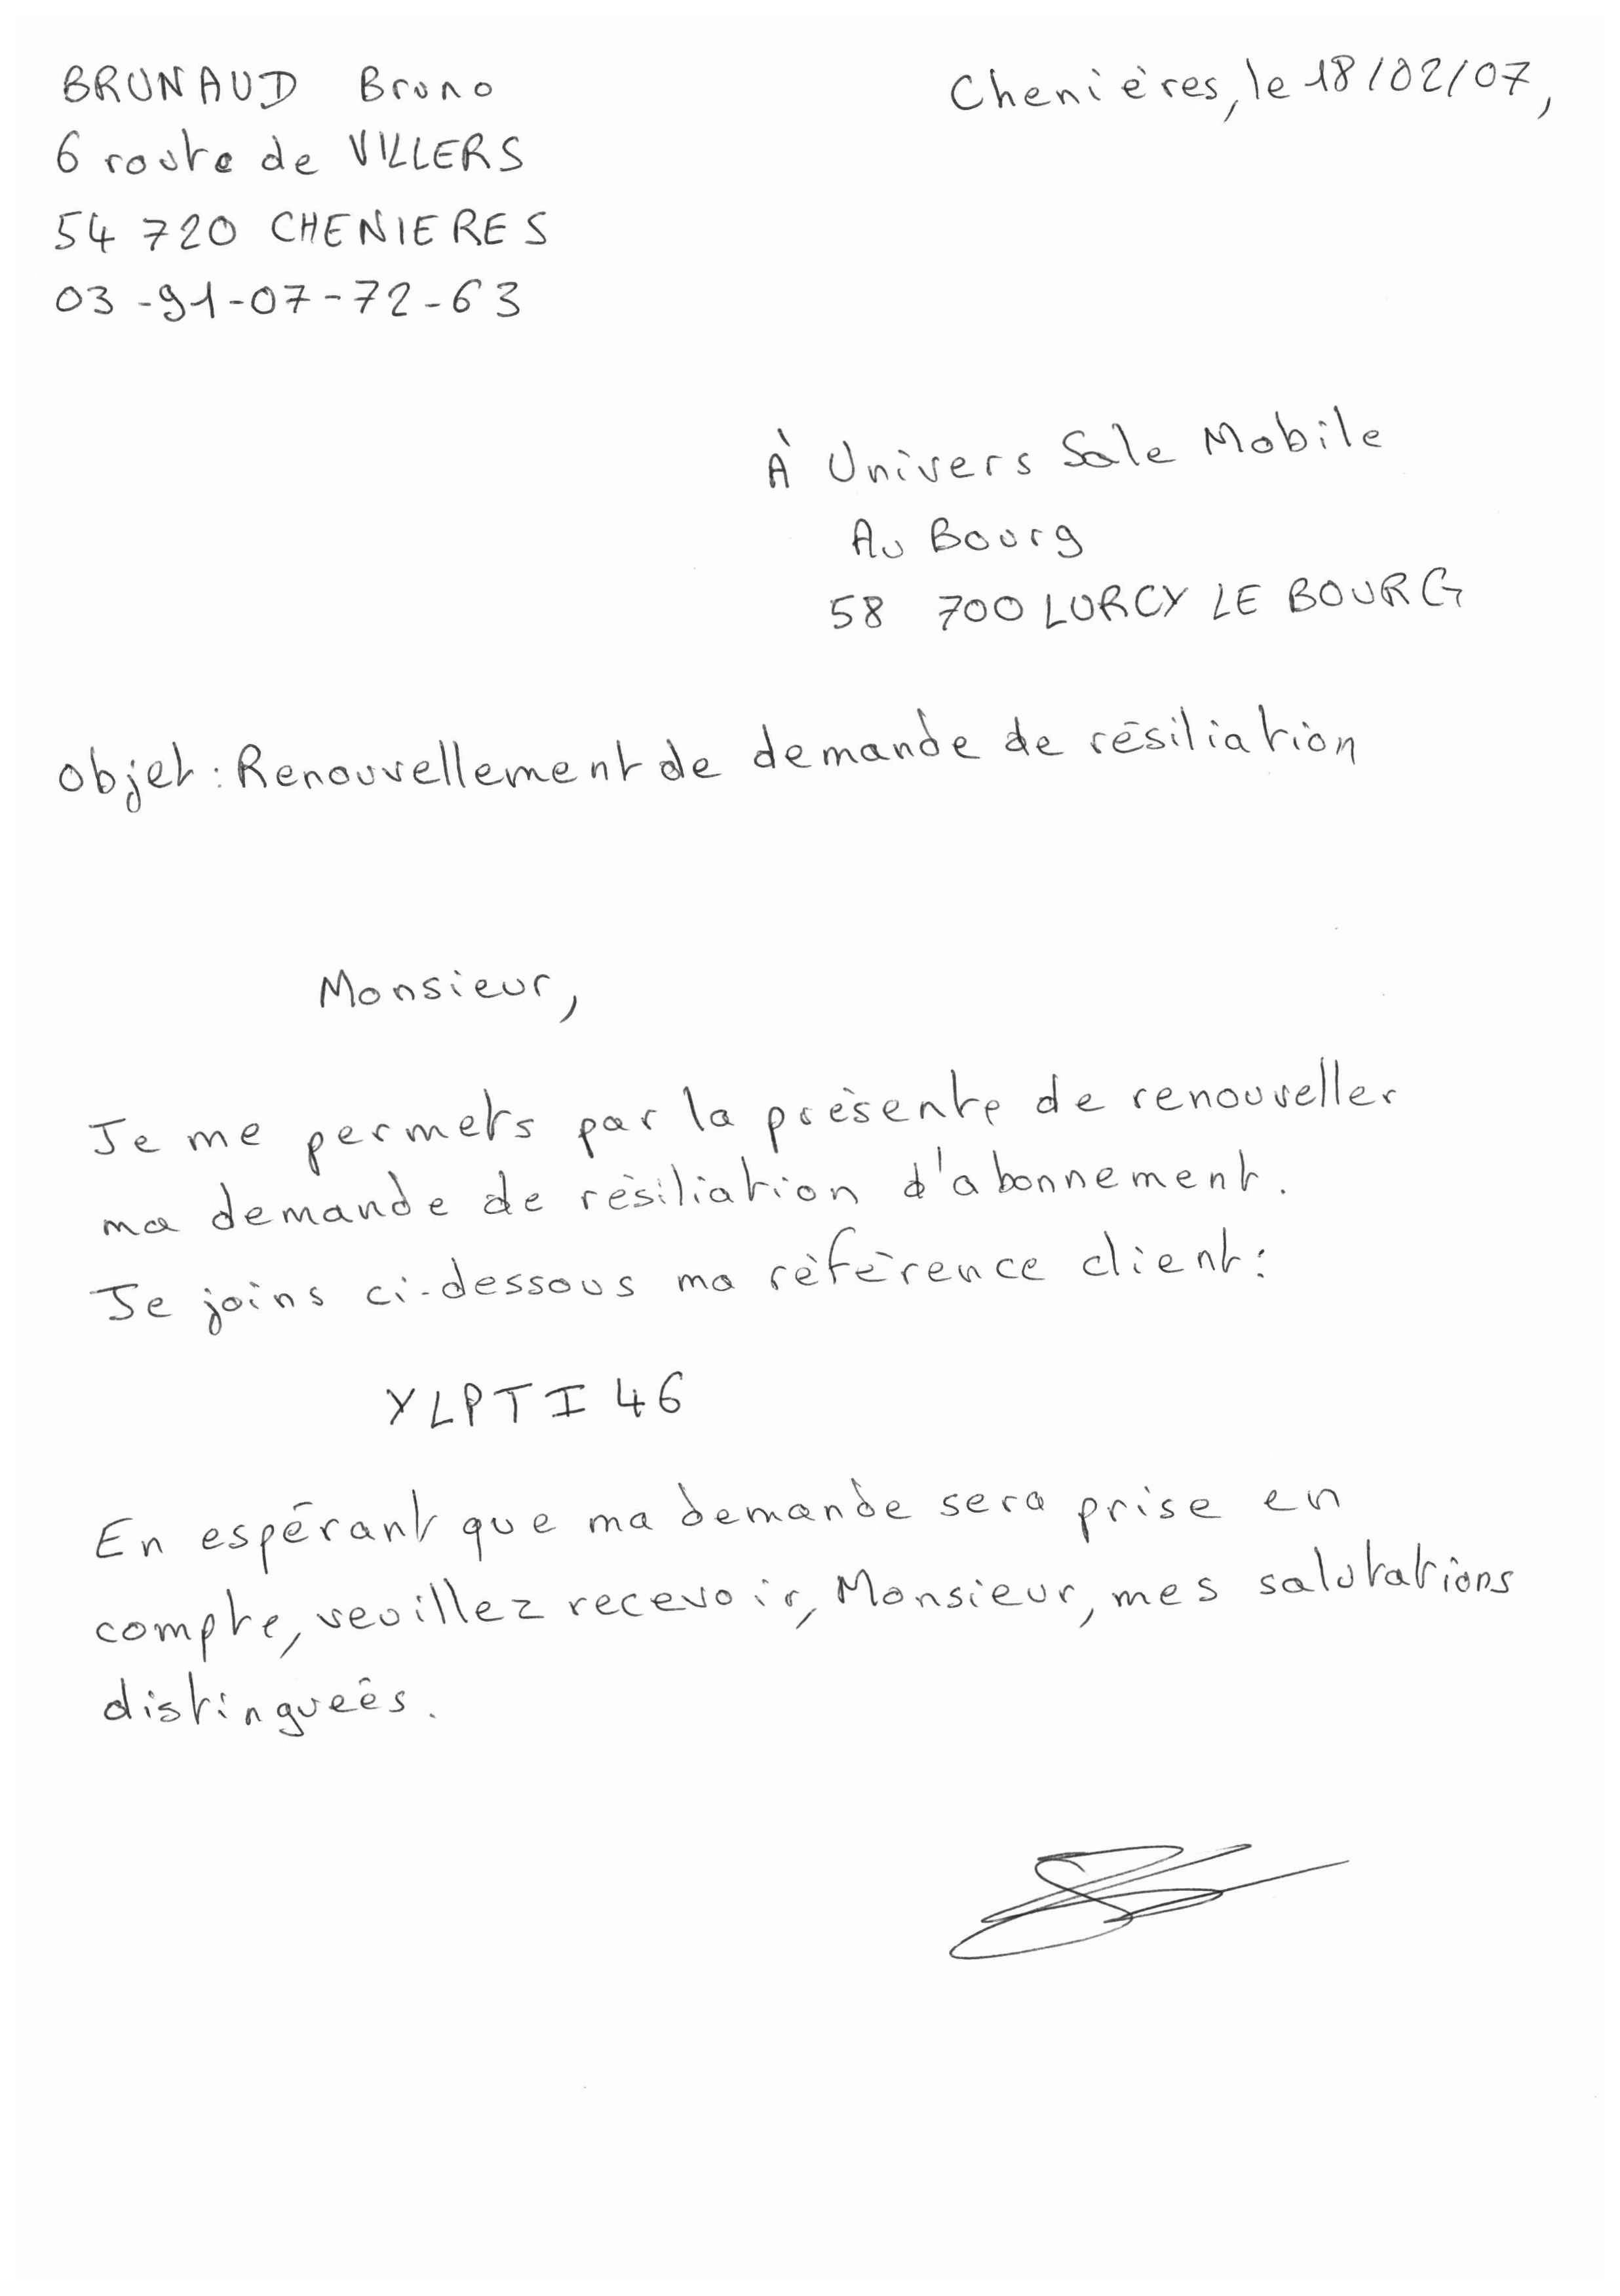 BRUNAUD Bruno
Chenières, le 18/02/07,
6 route de VILLERS
54 720 CHENIERES
03-91-07-72-63
À Univers Sale Mobile
Au Bourg
58 700 LURCY LE BOURG
Objet : Renouvellement de demande de résiliation
Monsieur,
Je me permets par la présente de renouveller
ma demande de résiliation d'abonnement.
Je joins ci-dessous ma référence client :
YLPTI46
En espérant que ma demande sera prise en
compte, veuillez recevoir, Monsieur, mes salutations
distinguées.